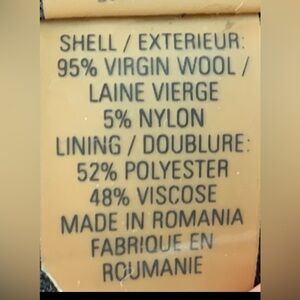 SHELL / EXTERIEUR:
95% VIRGIN WOOL /
LAINE VIERGE
5% NYLON
LINING / DOUBLURE:
52% POLYESTER
48% VISCOSE
MADE IN ROMANIA
FABRIQUE EN
ROUMANIE